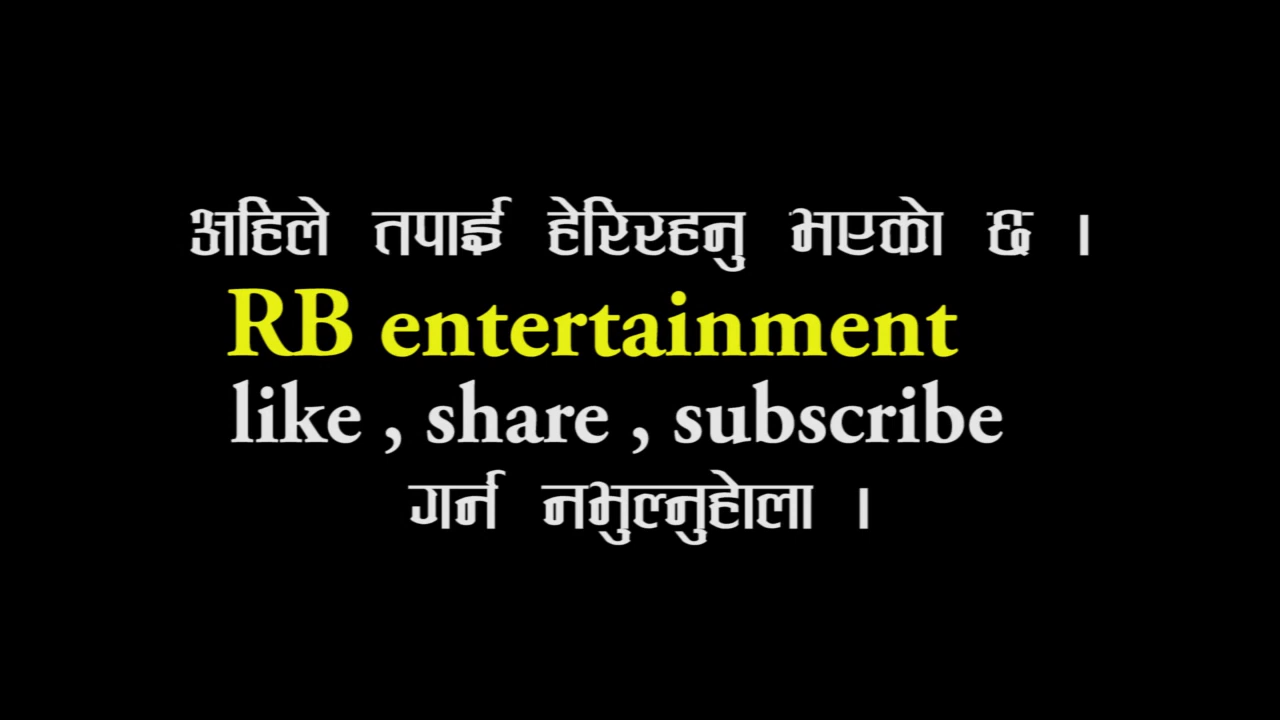 अहिले तपाई हेरिरहनु भएको छ ।
RB entertainment
like , share , subscribe
गर्न नभुल्नुहोला ।